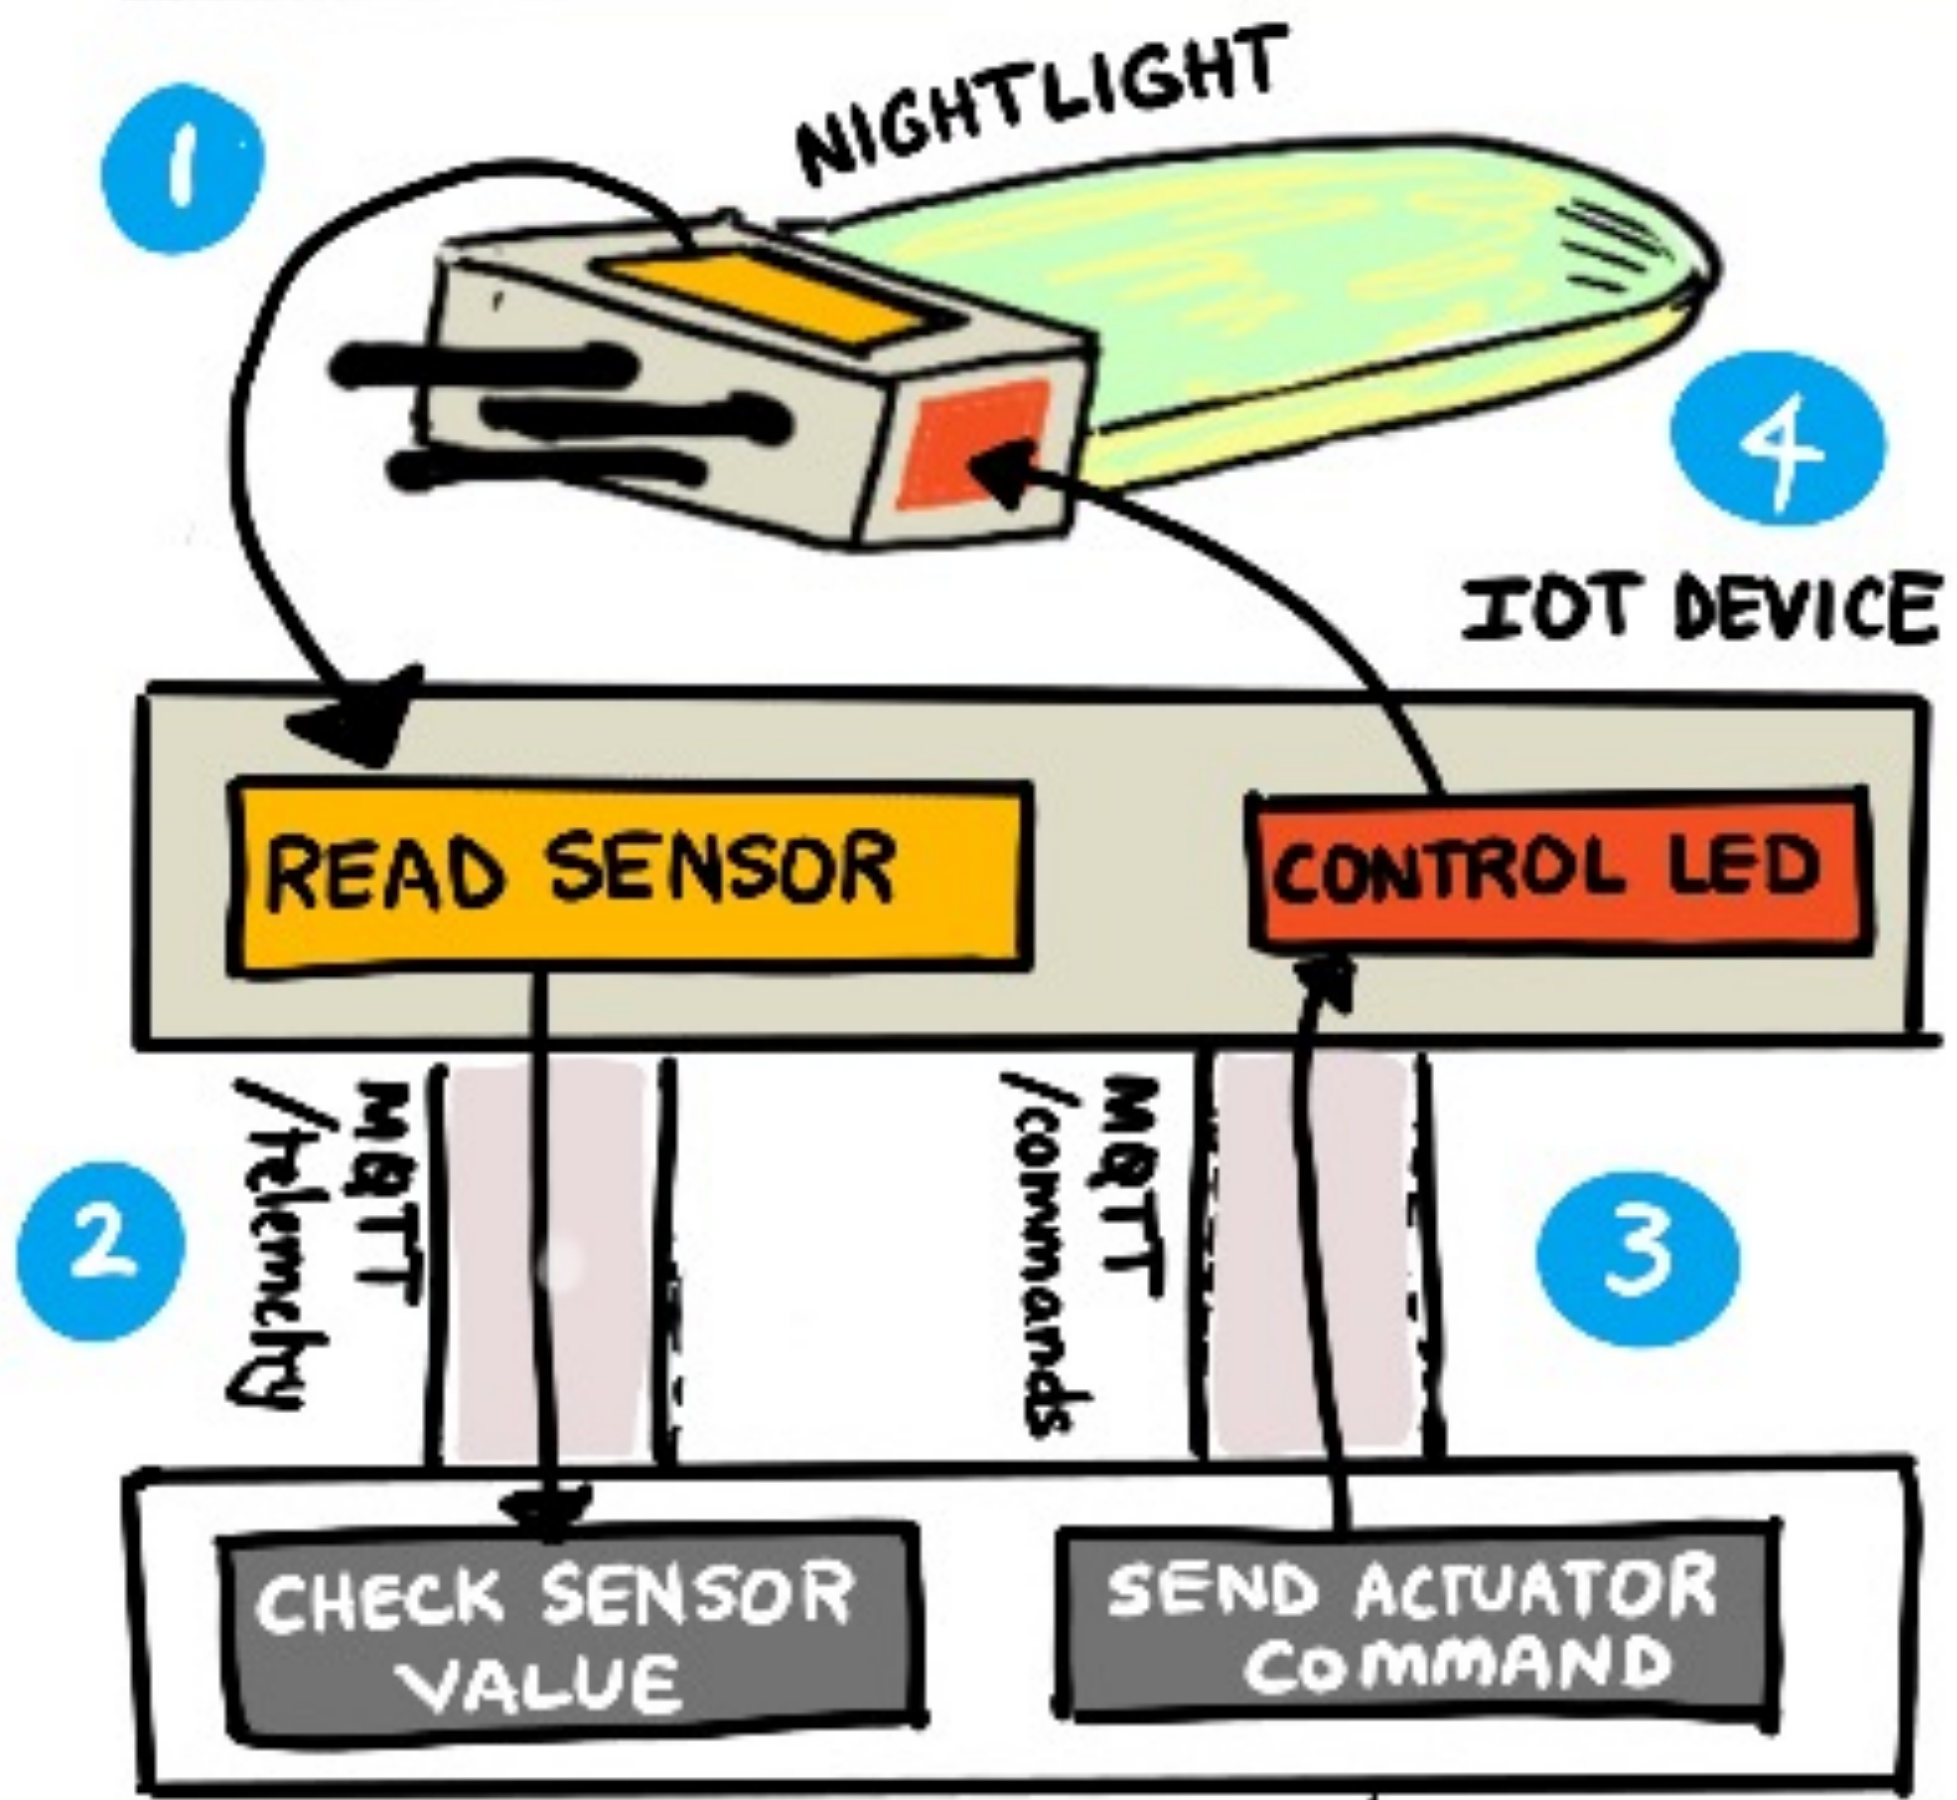 1
NIGHTLIGHT
4
IOT DEVICE
READ SENSOR
CONTROL LED
2
MQTT
/telemetry
MQTT
/commands
3
CHECK SENSOR
VALUE
SEND ACTUATOR
COMMAND